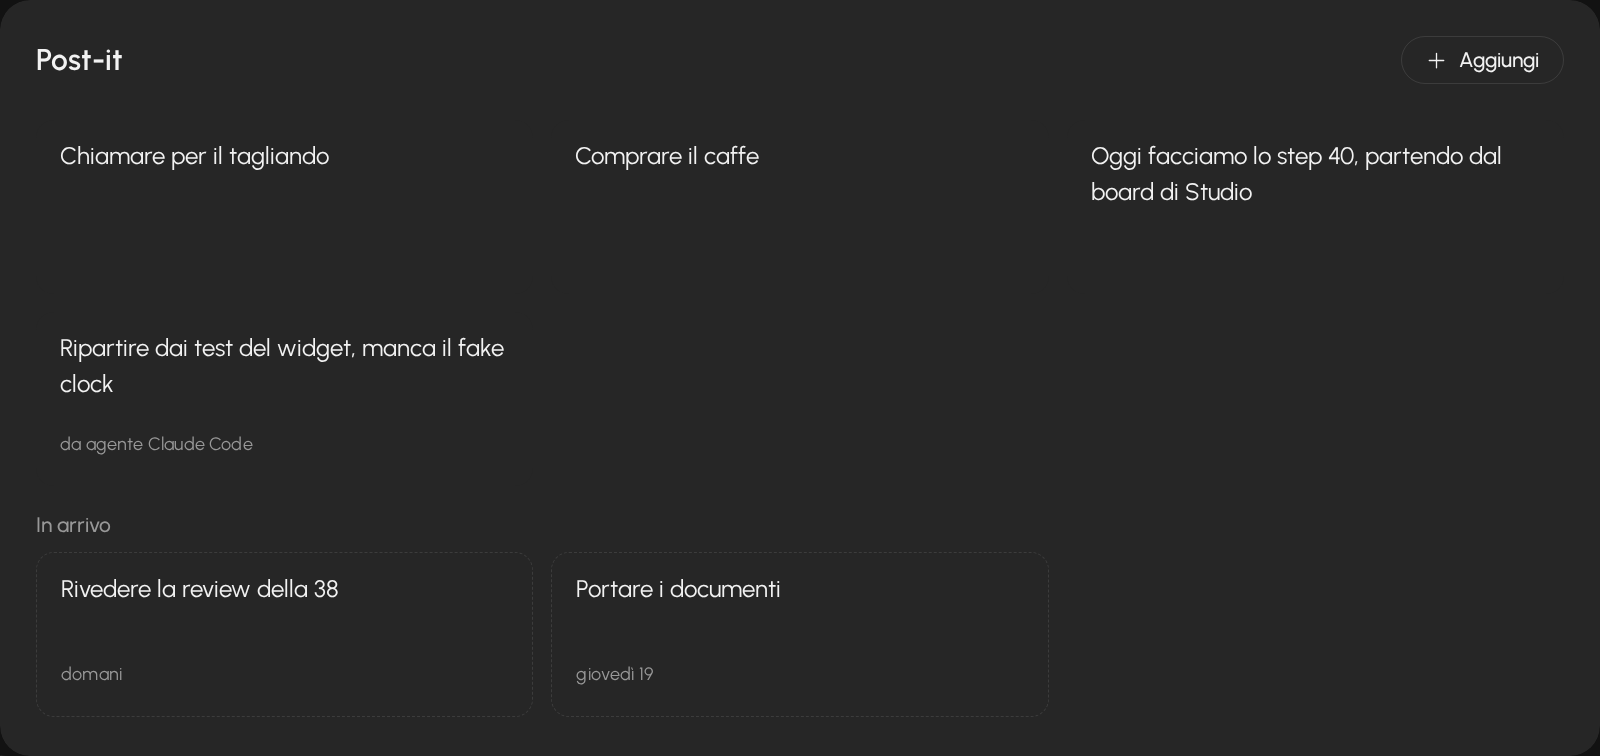 Post-it
Aggiungi
Chiamare per il tagliando
Comprare il caffe
Oggi facciamo lo step 40, partendo dal
board di Studio
Ripartire dai test del widget, manca il fake
clock
da agente Claude Code
In arrivo
Rivedere la review della 38
domani
Portare i documenti
giovedì 19